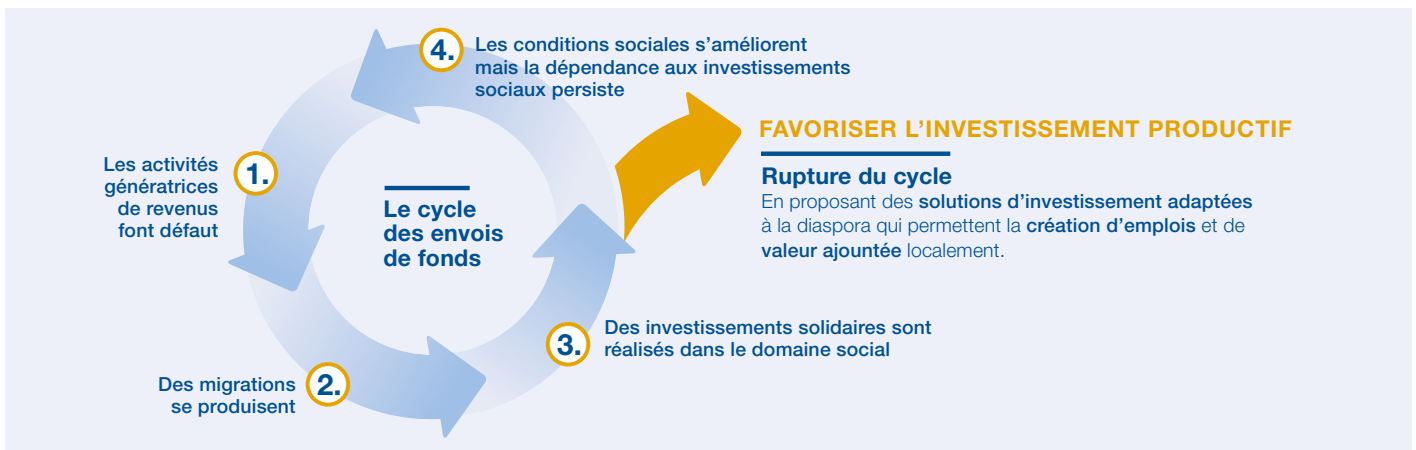 4.
Les conditions sociales s’améliorent
mais la dépendance aux investissements
sociaux persiste
FAVORISER L’INVESTISSEMENT PRODUCTIF
Rupture du cycle
En proposant des solutions d’investissement adaptées
à la diaspora qui permettent la création d’emplois et de
valeur ajountée localement.
Les activités
génératrices
de revenus
font défaut
1.
Le cycle
des envois
de fonds
Des migrations
se produisent
2.
3.
Des investissements solidaires sont
réalisés dans le domaine social